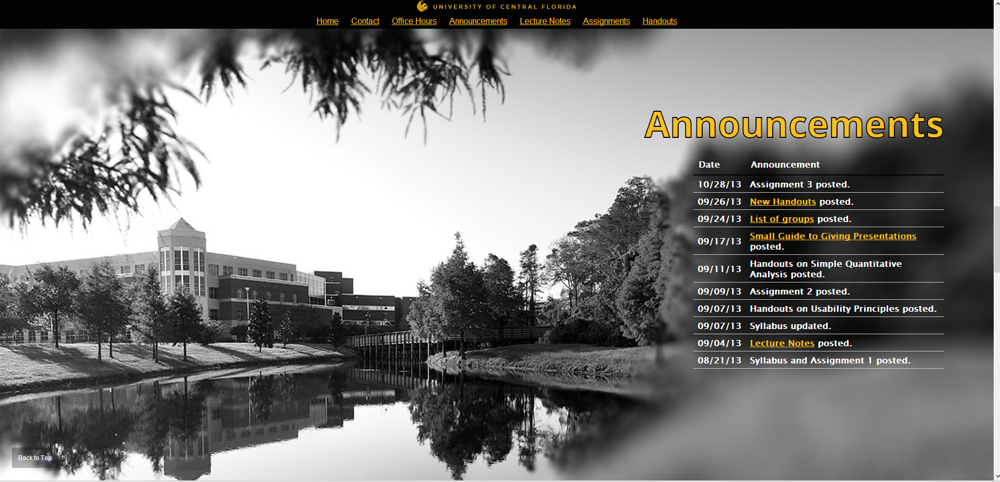 UNIVERSITY OF CENTRAL FLORIDA
Home Contact Office Hours Announcements Lecture Notes Assignments Handouts
Announcements
Date Announcement
10/28/13 Assignment 3 posted.
09/26/13 New Handouts posted.
09/24/13 List of groups posted.
09/17/13 Small Guide to Giving Presentations
posted.
09/11/13 Handouts on Simple Quantitative
Analysis posted.
09/09/13 Assignment 2 posted.
09/07/13 Handouts on Usability Principles posted.
09/07/13 Syllabus updated.
09/04/13 Lecture Notes posted.
08/21/13 Syllabus and Assignment 1 posted.
Back to Top